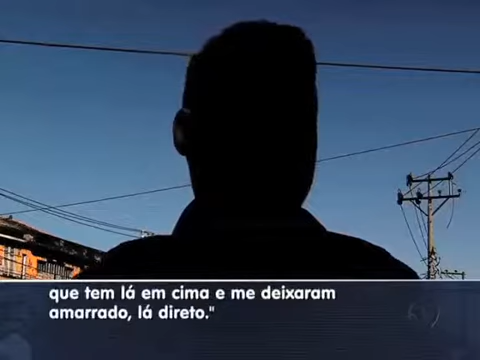 que tem lá em cima e me deixaram
amarrado, lá direto."